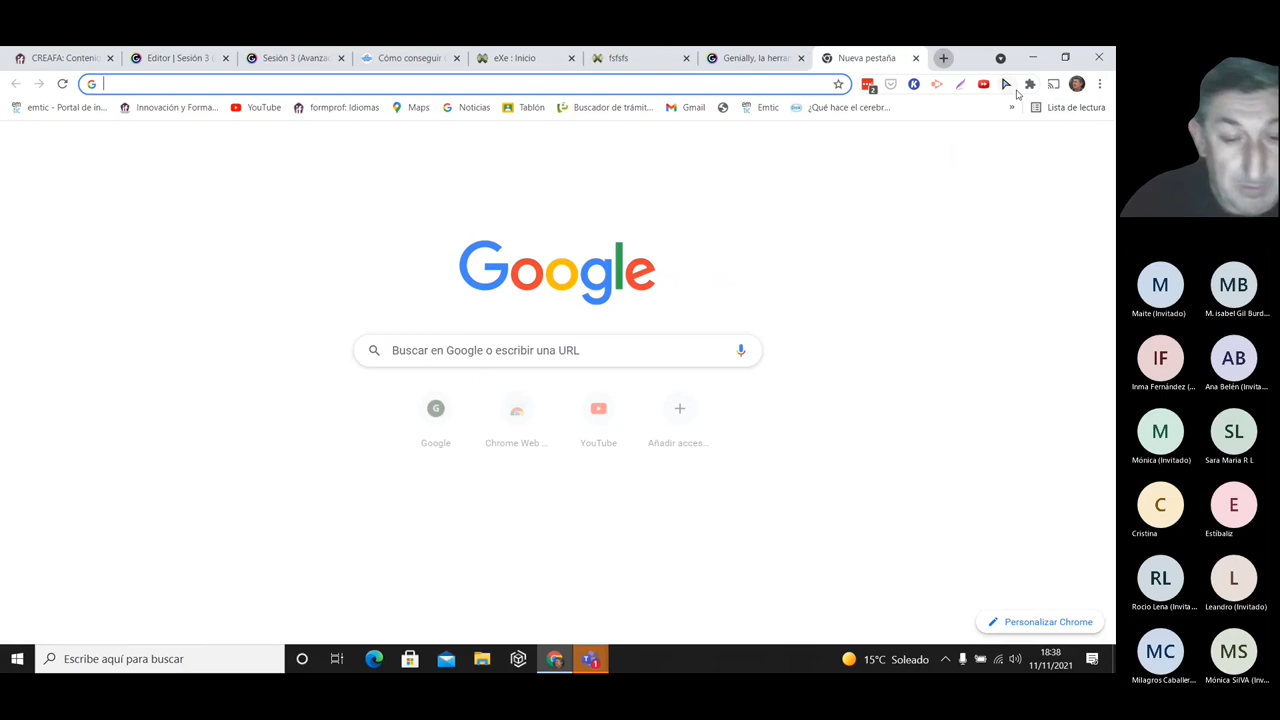 CREAFA: Conteni
Editor | Sesión 3 (
Sesión 3 (Avanza
Cómo conseguir
eXe : Inicio
fsfsfs
Genially, la herra
Nueva pestaña
2
emtic - Portal de in...
Innovación y Forma...
YouTube
formprof: Idiomas
Maps
Noticias
Tablón
Buscador de trámit...
Gmail
Emtic
¿Qué hace el cerebr...
»
Lista de lectura
Google
Buscar en Google o escribir una URL
G
Google
Chrome Web ...
YouTube
Añadir acces...
Personalizar Chrome
Escribe aquí para buscar
15°C Soleado
18:38
11/11/2021
M
Maite (Invitado)
MB
M. isabel Gil Burd...
IF
Inma Fernández (...
AB
Ana Belén (Invita...
M
Mónica (Invitado)
SL
Sara Maria R L
C
Cristina
E
Estíbaliz
RL
Rocio Lena (Invita...
L
Leandro (Invitado)
MC
Milagros Caballer...
MS
Mónica SilVA (Inv...